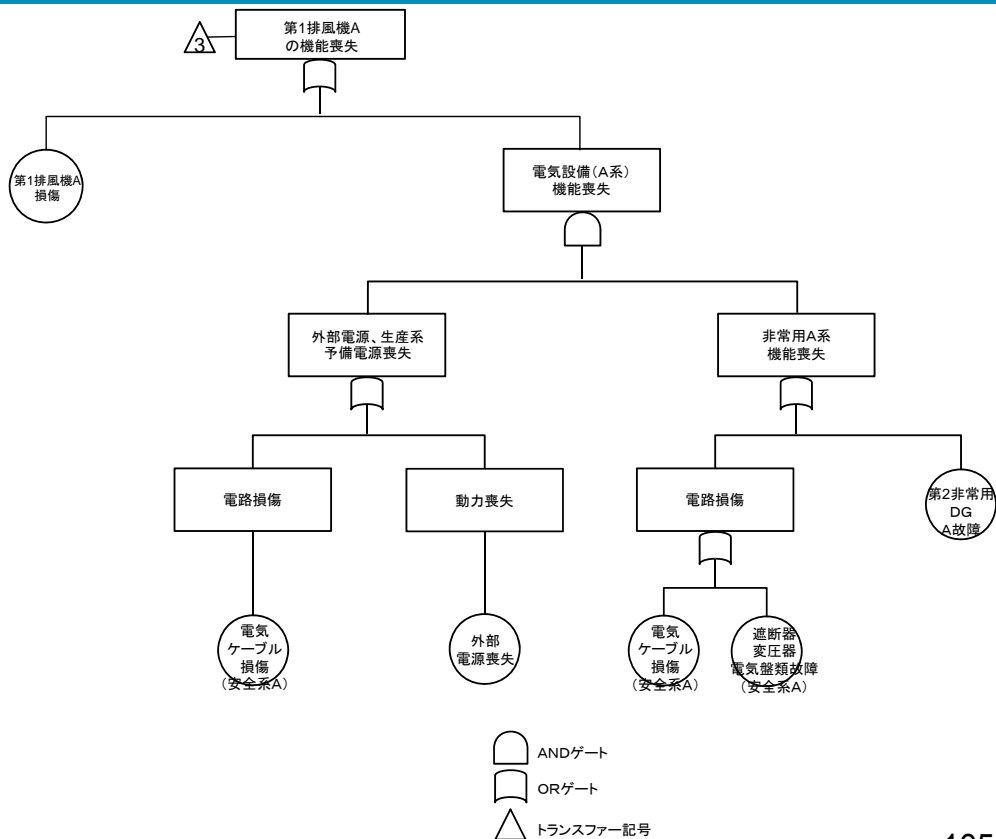 第1排風機A
の機能喪失
3
第1排風機A
損傷
電気設備(A系)
機能喪失
外部電源、生産系
予備電源喪失
非常用A系
機能喪失
電路損傷
動力喪失
電路損傷
第2非常用
DG
A故障
電気
ケーブル
損傷
(安全系A)
外部
電源喪失
電気
ケーブル
損傷
(安全系A)
遮断器
変圧器
電気盤類故障
(安全系A)
ANDゲート
ORゲート
トランスファー記号